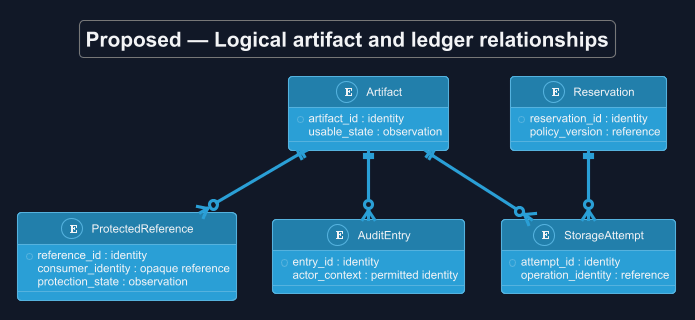 Proposed — Logical artifact and ledger relationships
E Artifact
artifact_id : identity
usable_state : observation
E Reservation
reservation_id : identity
policy_version : reference
E ProtectedReference
reference_id : identity
consumer_identity : opaque reference
protection_state : observation
E AuditEntry
entry_id : identity
actor_context : permitted identity
E StorageAttempt
attempt_id : identity
operation_identity : reference